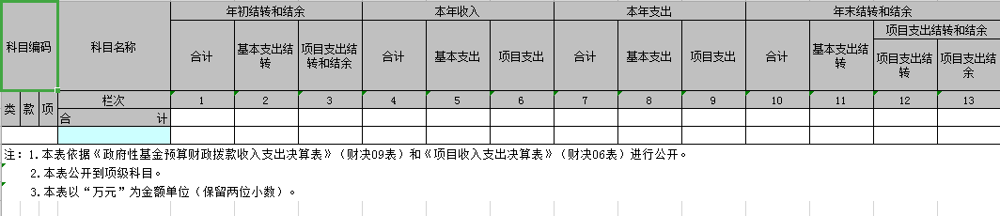 科目编码 科目名称 年初结转和结余 本年收入 本年支出 年末结转和结余
合计 基本支出结转 项目支出结转和结余 合计 基本支出 项目支出 合计 基本支出 项目支出 合计 基本支出结转 项目支出结转和结余
项目支出结转 项目支出结余
类 款 项 栏次 1 2 3 4 5 6 7 8 9 10 11 12 13
合计
注：1.本表依据《政府性基金预算财政拨款收入支出决算表》（财决09表）和《项目收入支出决算表》（财决06表）进行公开。
2.本表公开到项级科目。
3.本表以“万元”为金额单位（保留两位小数）。